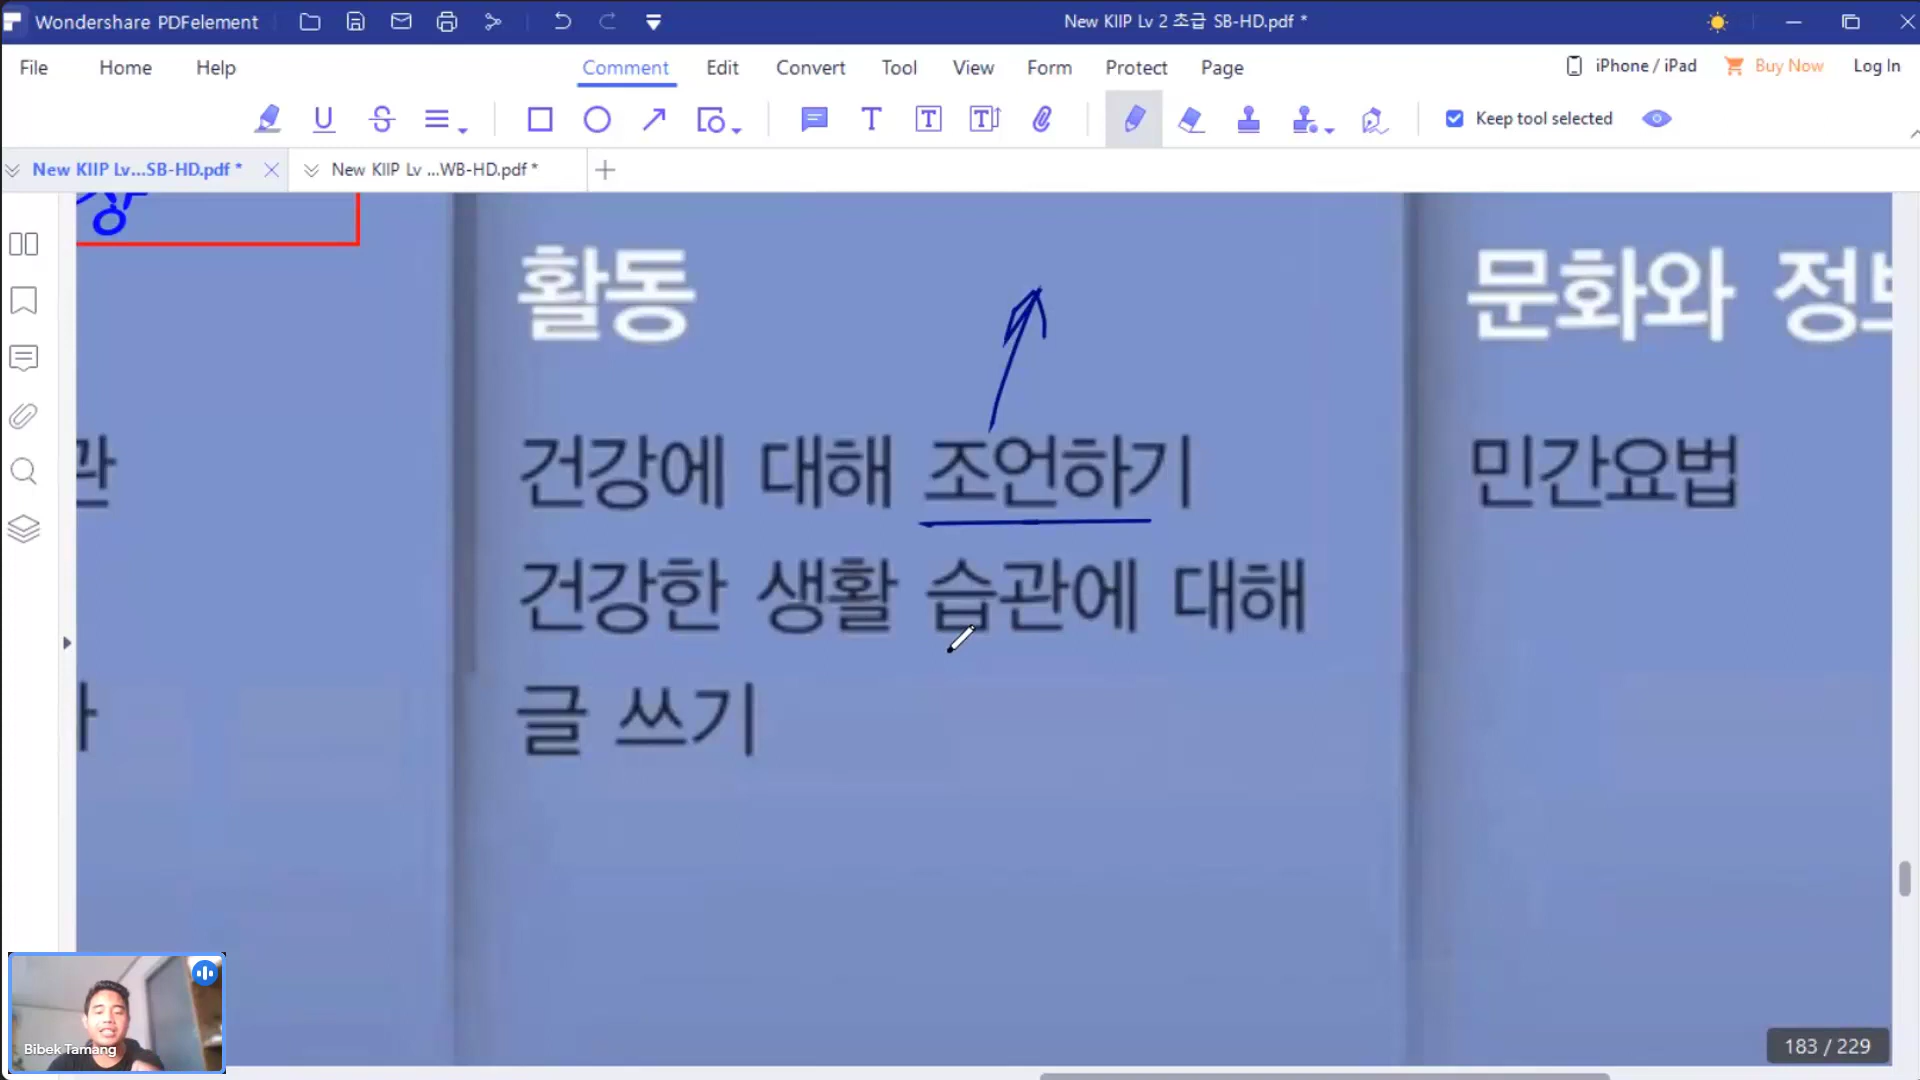 Wondershare PDFelement
New KIIP Lv 2 초급 SB-HD.pdf *
File Home Help Comment Edit Convert Tool View Form Protect Page iPhone / iPad Buy Now Log In
Keep tool selected
New KIIP Lv...SB-HD.pdf * New KIIP Lv ...WB-HD.pdf *
활동
건강에 대해 조언하기
건강한 생활 습관에 대해
글 쓰기
문화와
민간요법
관
Bibek Tamang
183 / 229